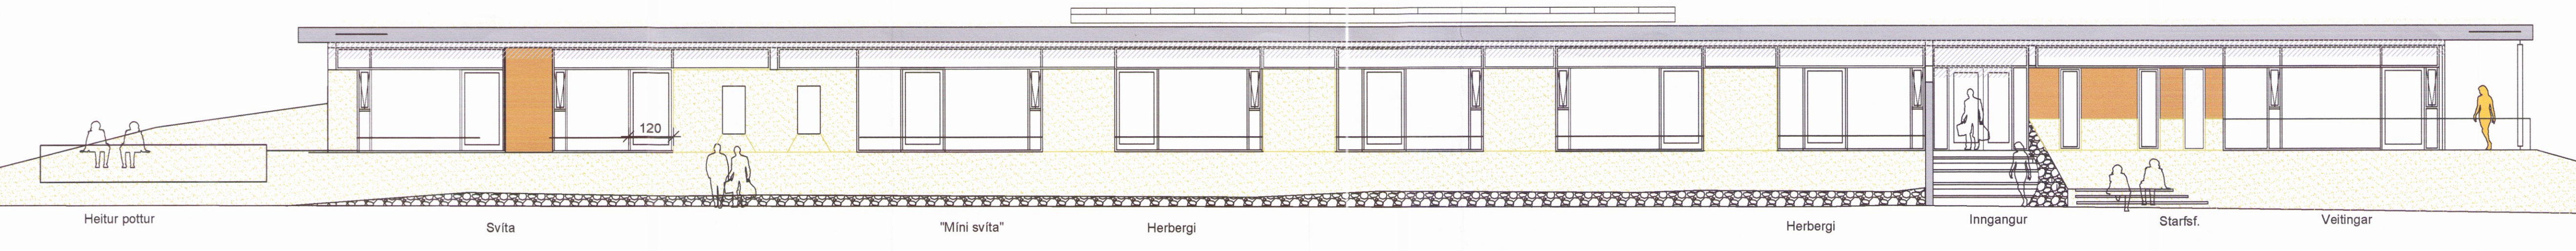 120
Heitur pottur
Svíta
"Míni svíta"
Herbergi
Herbergi
Inngangur
Starfsf.
Veitingar